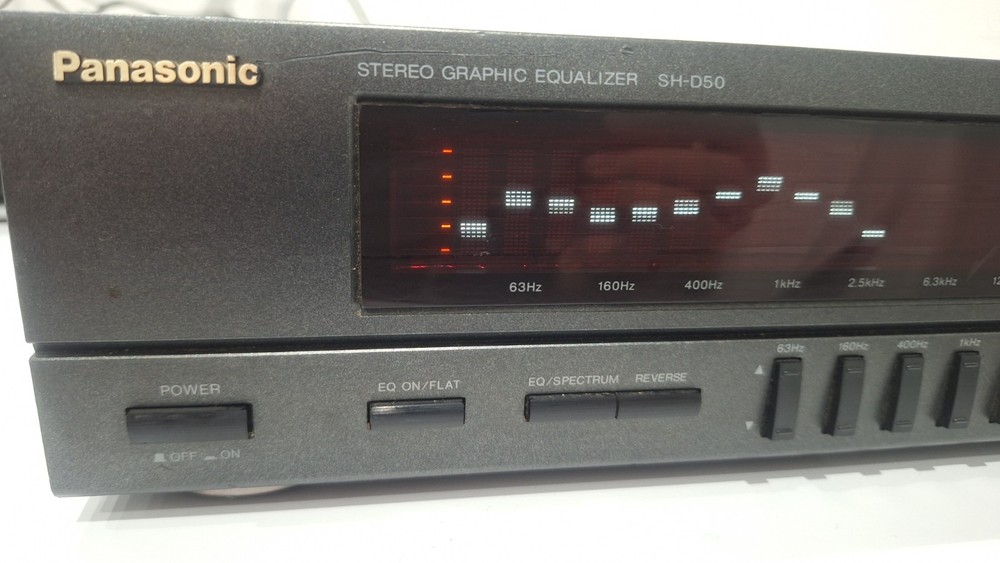 Panasonic
STEREO GRAPHIC EQUALIZER SH-D50
63Hz 160Hz 400Hz 1kHz 2.5kHz 6.3kHz 12
POWER
EQ ON/FLAT
EQ/SPECTRUM REVERSE
63Hz 160Hz 400Hz 1kHz
OFF ON